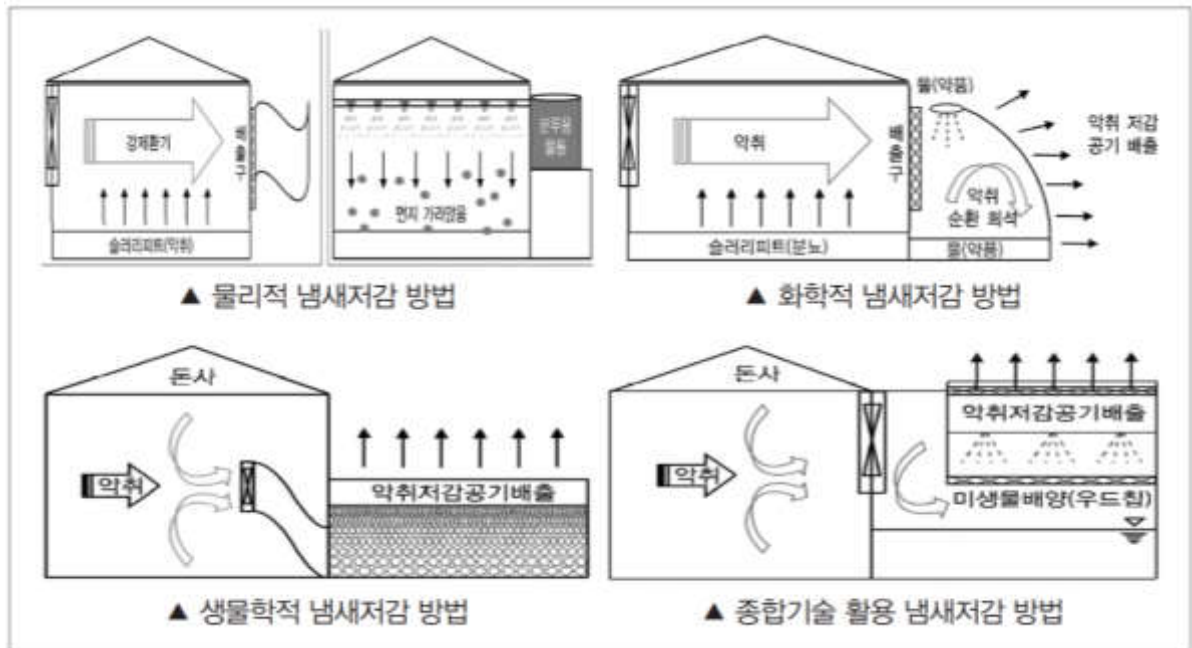 강제환기
배출구
슬러리피트(악취)
먼지 가라앉음
▲ 물리적 냄새저감 방법
물(약품)
악취
배출구
악취 저감
공기 배출
악취
순환 희석
슬러리피트(분뇨)
물(약품)
▲ 화학적 냄새저감 방법
돈사
악취
악취저감공기배출
▲ 생물학적 냄새저감 방법
돈사
악취
악취저감공기배출
미생물배양(우드칩)
▲ 종합기술 활용 냄새저감 방법